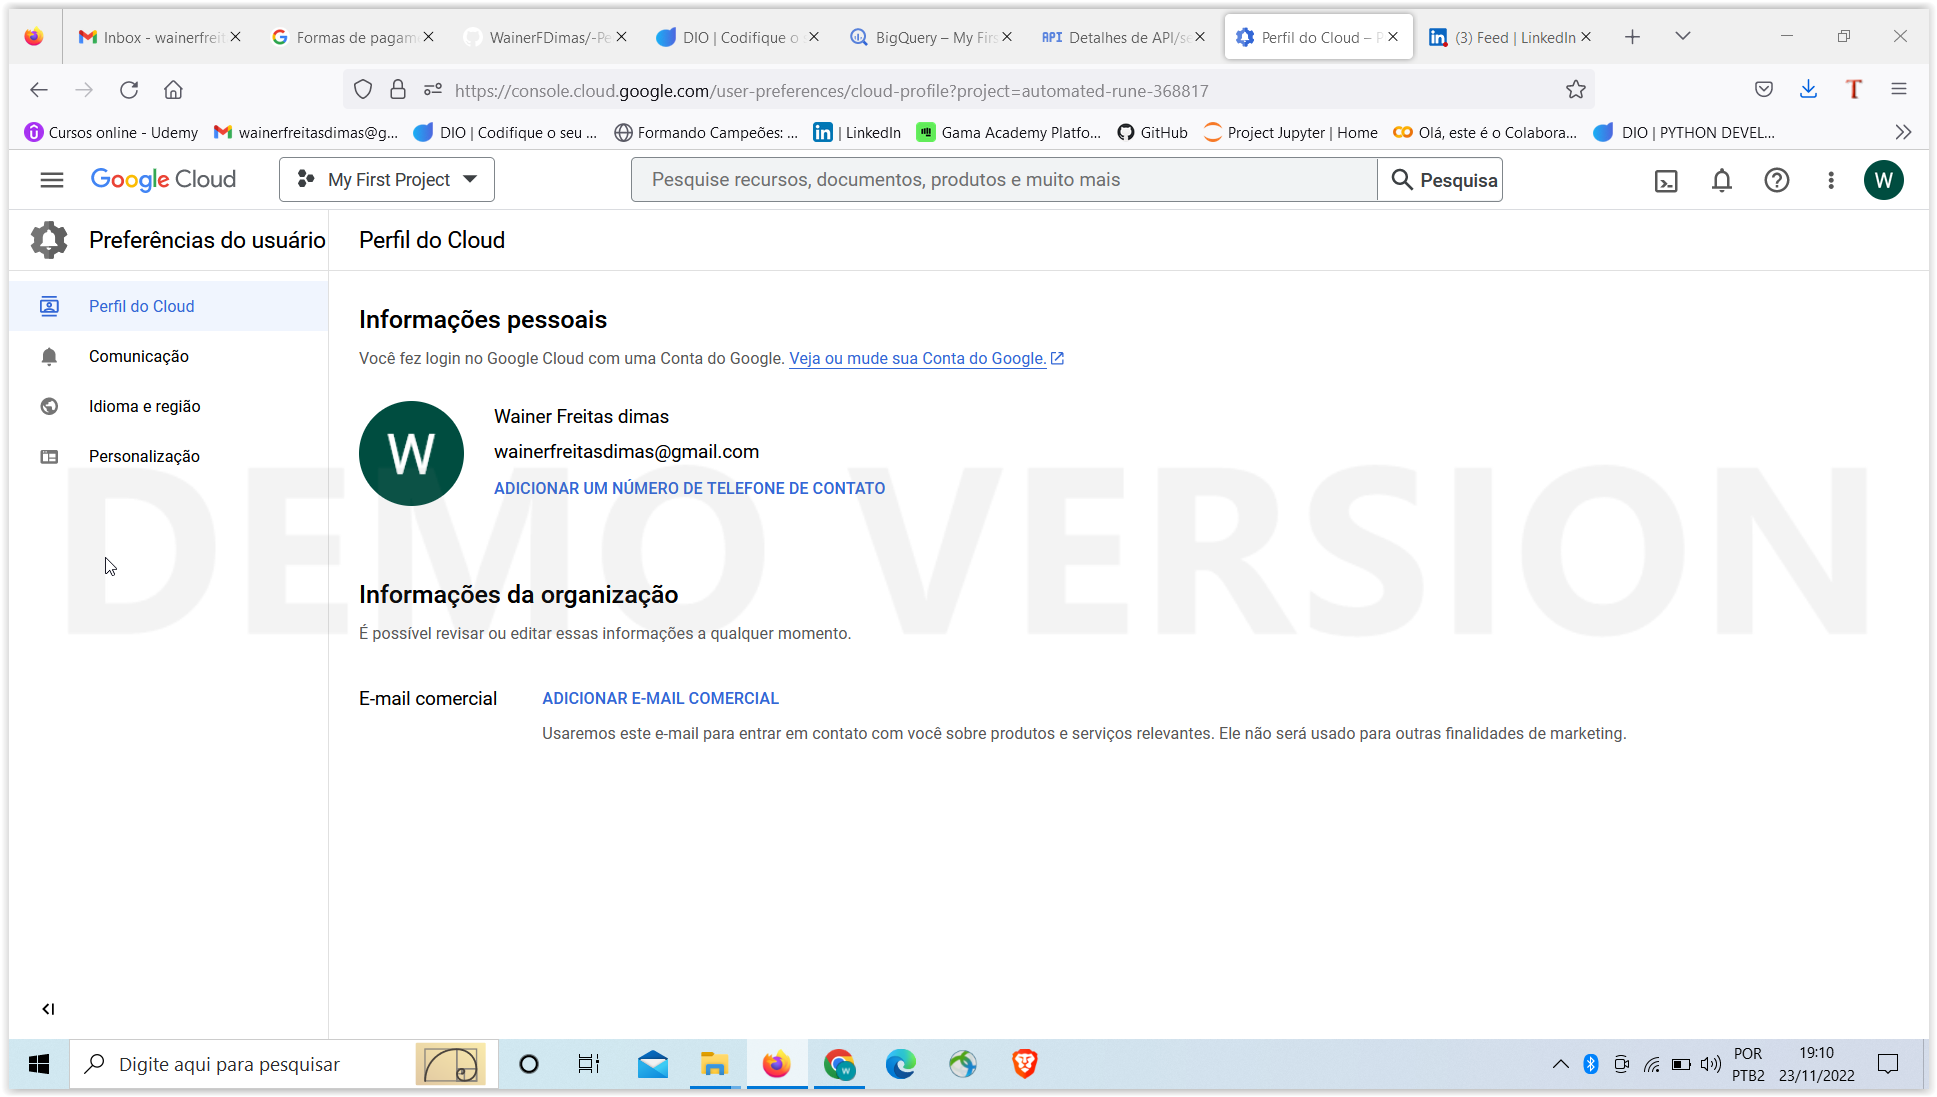 Inbox - wainerfreit
Formas de pagam
WainerFDimas/-Pe
DIO | Codifique o s
BigQuery – My Firs
API Detalhes de API/se
Perfil do Cloud – P
(3) Feed | LinkedIn
https://console.cloud.google.com/user-preferences/cloud-profile?project=automated-rune-368817
Cursos online - Udemy
wainerfreitasdimas@g...
DIO | Codifique o seu ...
Formando Campeões: ...
| LinkedIn
Gama Academy Platfo...
GitHub
Project Jupyter | Home
Olá, este é o Colabora...
DIO | PYTHON DEVEL...
Google Cloud
My First Project
Pesquise recursos, documentos, produtos e muito mais
Pesquisa
W
Preferências do usuário
Perfil do Cloud
Perfil do Cloud
Comunicação
Idioma e região
Personalização
Informações pessoais
Você fez login no Google Cloud com uma Conta do Google. Veja ou mude sua Conta do Google.
W
Wainer Freitas dimas
wainerfreitasdimas@gmail.com
ADICIONAR UM NÚMERO DE TELEFONE DE CONTATO
DEMO VERSION
Informações da organização
É possível revisar ou editar essas informações a qualquer momento.
E-mail comercial
ADICIONAR E-MAIL COMERCIAL
Usaremos este e-mail para entrar em contato com você sobre produtos e serviços relevantes. Ele não será usado para outras finalidades de marketing.
Digite aqui para pesquisar
POR
PTB2
19:10
23/11/2022